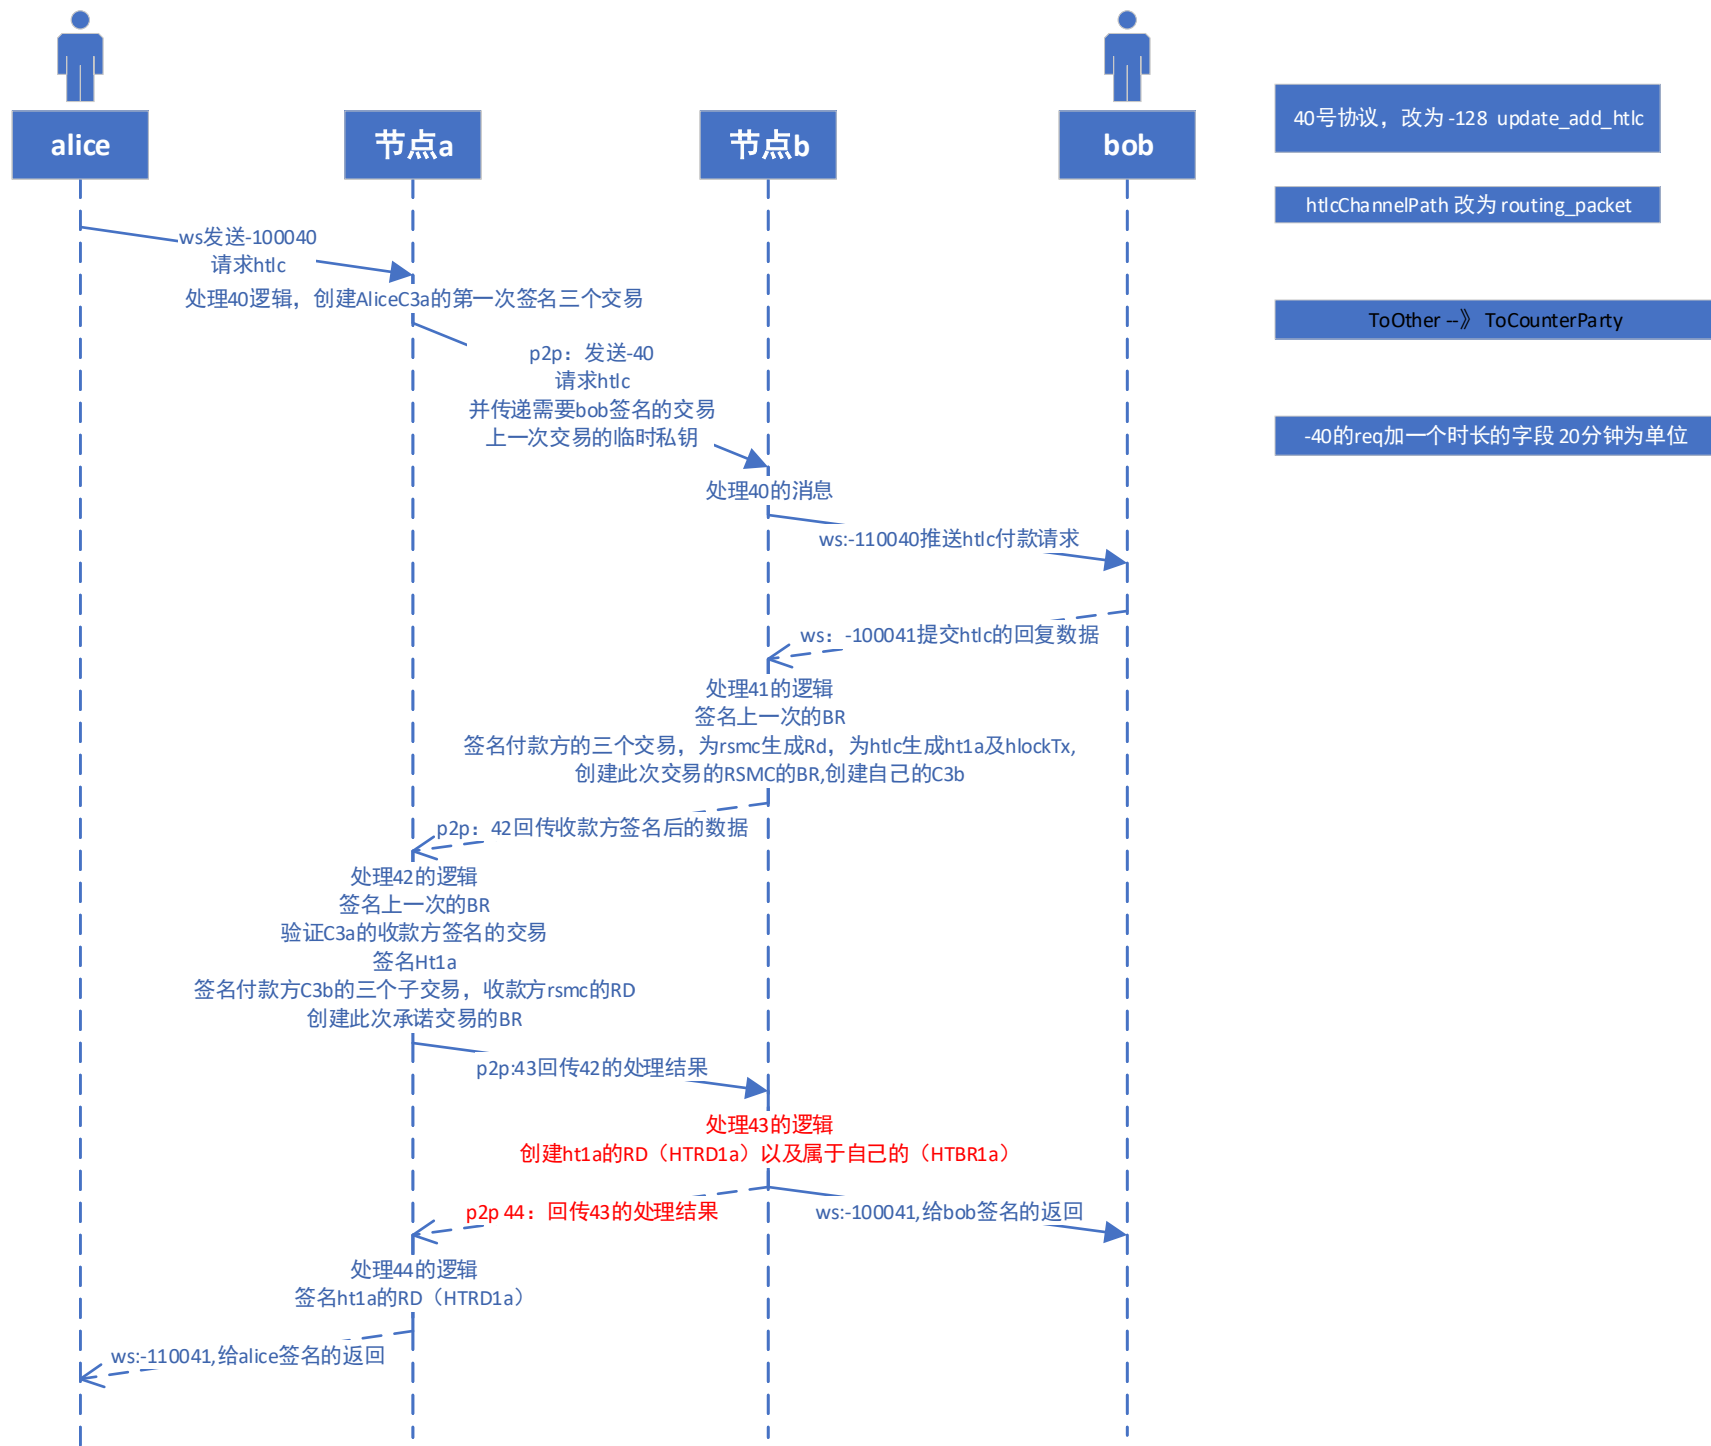 alice
节点a
节点b
bob
40号协议，改为 -128 update_add_htlc
htlcChannelPath 改为 routing_packet
ToOther --》 ToCounterParty
-40的req加一个时长的字段 20分钟为单位
ws发送-100040
请求htlc
处理40逻辑，创建AliceC3a的第一次签名三个交易
p2p：发送-40
请求htlc
并传递需要bob签名的交易
上一次交易的临时私钥
处理40的消息
ws:-110040推送htlc付款请求
ws：-100041提交htlc的回复数据
处理41的逻辑
签名上一次的BR
签名付款方的三个交易，为rsmc生成Rd，为htlc生成ht1a及hlockTx,
创建此次交易的RSMC的BR,创建自己的C3b
p2p：42回传收款方签名后的数据
处理42的逻辑
签名上一次的BR
验证C3a的收款方签名的交易
签名Ht1a
签名付款方C3b的三个子交易，收款方rsmc的RD
创建此次承诺交易的BR
p2p:43回传42的处理结果
处理43的逻辑
创建ht1a的RD（HTRD1a）以及属于自己的（HTBR1a）
p2p 44：回传43的处理结果
ws:-100041,给bob签名的返回
处理44的逻辑
签名ht1a的RD（HTRD1a）
ws:-110041,给alice签名的返回